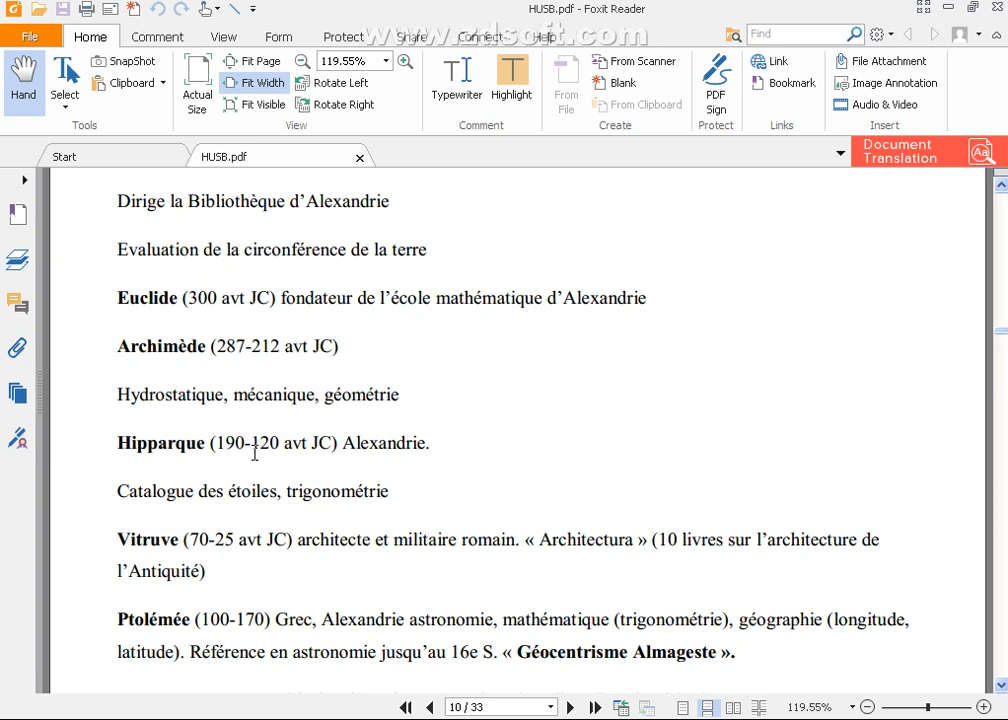 HUSB.pdf - Foxit Reader
www.zdsoft.com
File Home Comment View Form Protect Share Connect Help Find
SnapShot Fit Page 119.55% From Scanner Link File Attachment
Clipboard Fit Width Rotate Left Blank Bookmark Image Annotation
Hand Select Actual Size Fit Visible Rotate Right Typewriter Highlight From File From Clipboard PDF Sign Audio & Video
Tools View Comment Create Protect Links Insert
Start HUSB.pdf Document Translation
Dirige la Bibliothèque d'Alexandrie
Evaluation de la circonférence de la terre
Euclide (300 avt JC) fondateur de l'école mathématique d'Alexandrie
Archimède (287-212 avt JC)
Hydrostatique, mécanique, géométrie
Hipparque (190-120 avt JC) Alexandrie.
Catalogue des étoiles, trigonométrie
Vitruve (70-25 avt JC) architecte et militaire romain. « Architectura » (10 livres sur l'architecture de
l'Antiquité)
Ptolémée (100-170) Grec, Alexandrie astronomie, mathématique (trigonométrie), géographie (longitude,
latitude). Référence en astronomie jusqu'au 16e S. « Géocentrisme Almageste ».
10 / 33 119.55%